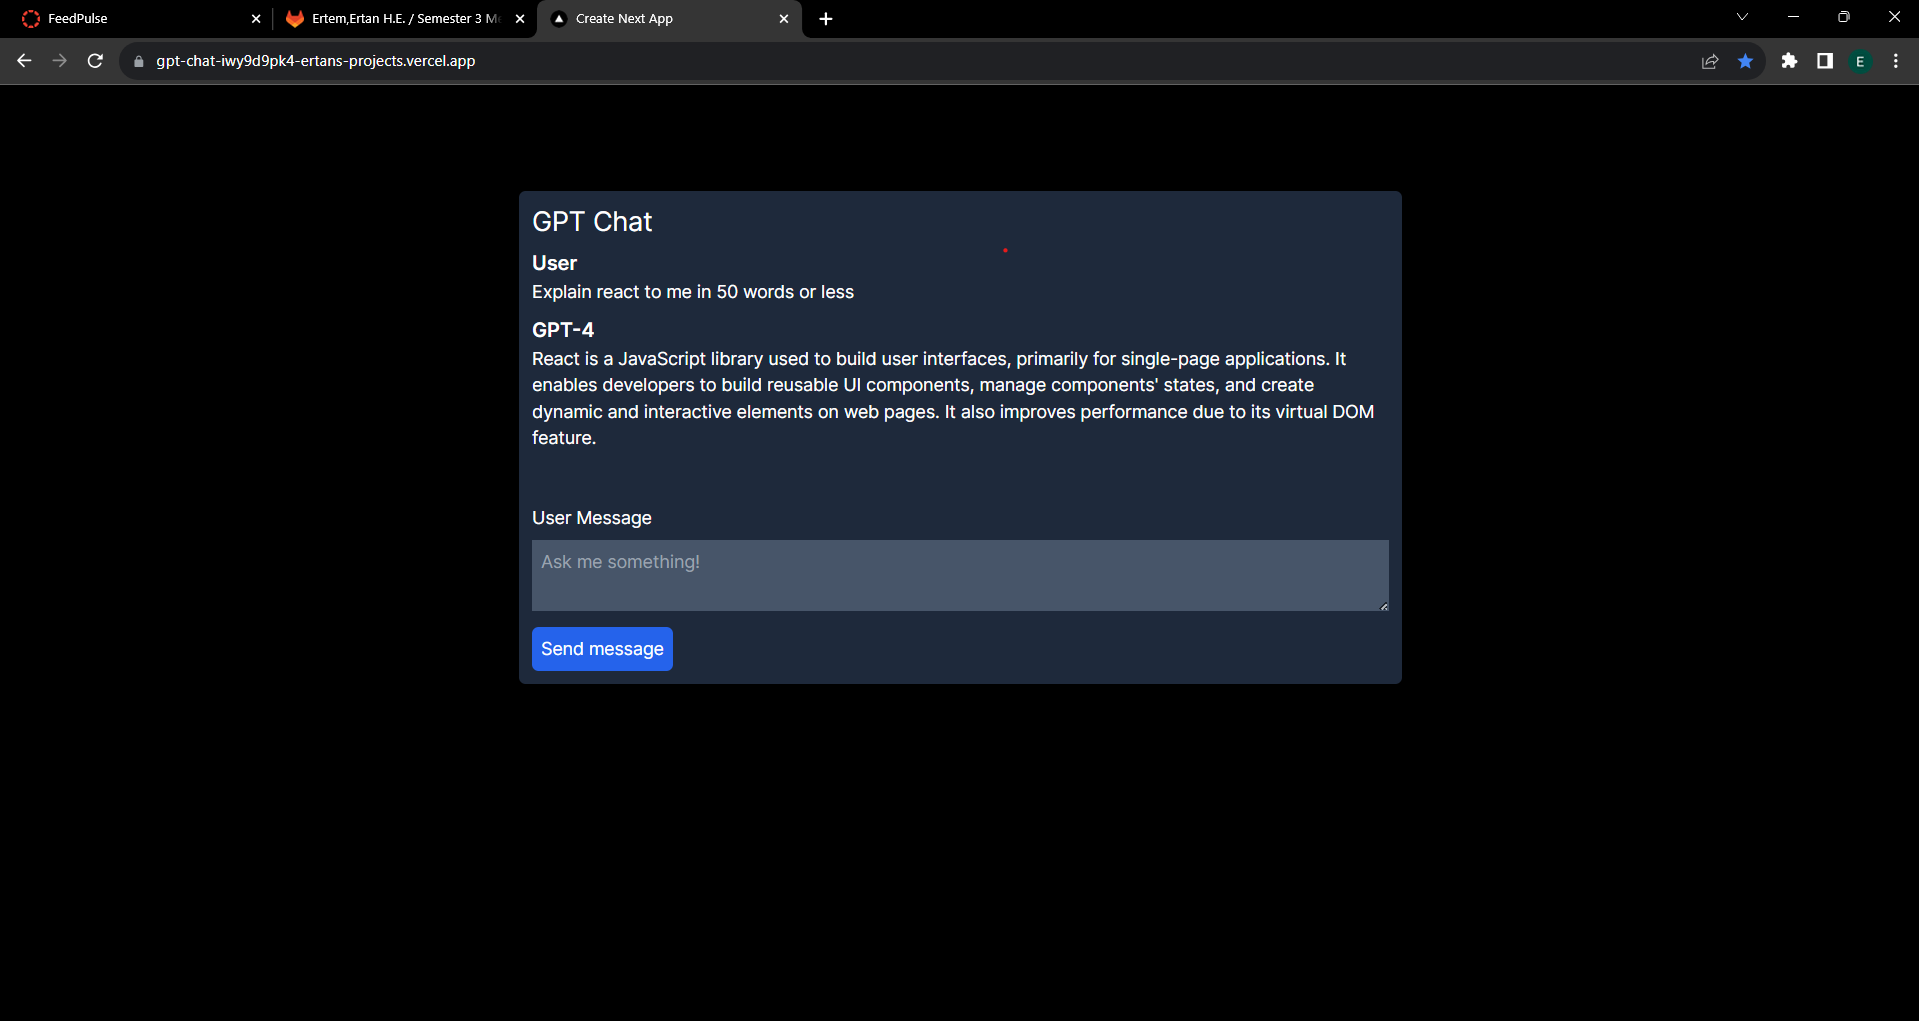 FeedPulse
Ertem,Ertan H.E. / Semester 3 M
Create Next App
gpt-chat-iwy9d9pk4-ertans-projects.vercel.app
E
GPT Chat
User
Explain react to me in 50 words or less
GPT-4
React is a JavaScript library used to build user interfaces, primarily for single-page applications. It
enables developers to build reusable UI components, manage components' states, and create
dynamic and interactive elements on web pages. It also improves performance due to its virtual DOM
feature.
User Message
Ask me something!
Send message